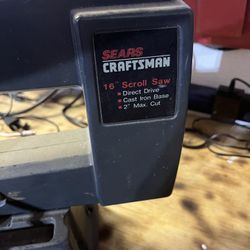 SEARS
CRAFTSMAN
16" Scroll Saw
Direct Drive
Cast Iron Base
2" Max. Cut